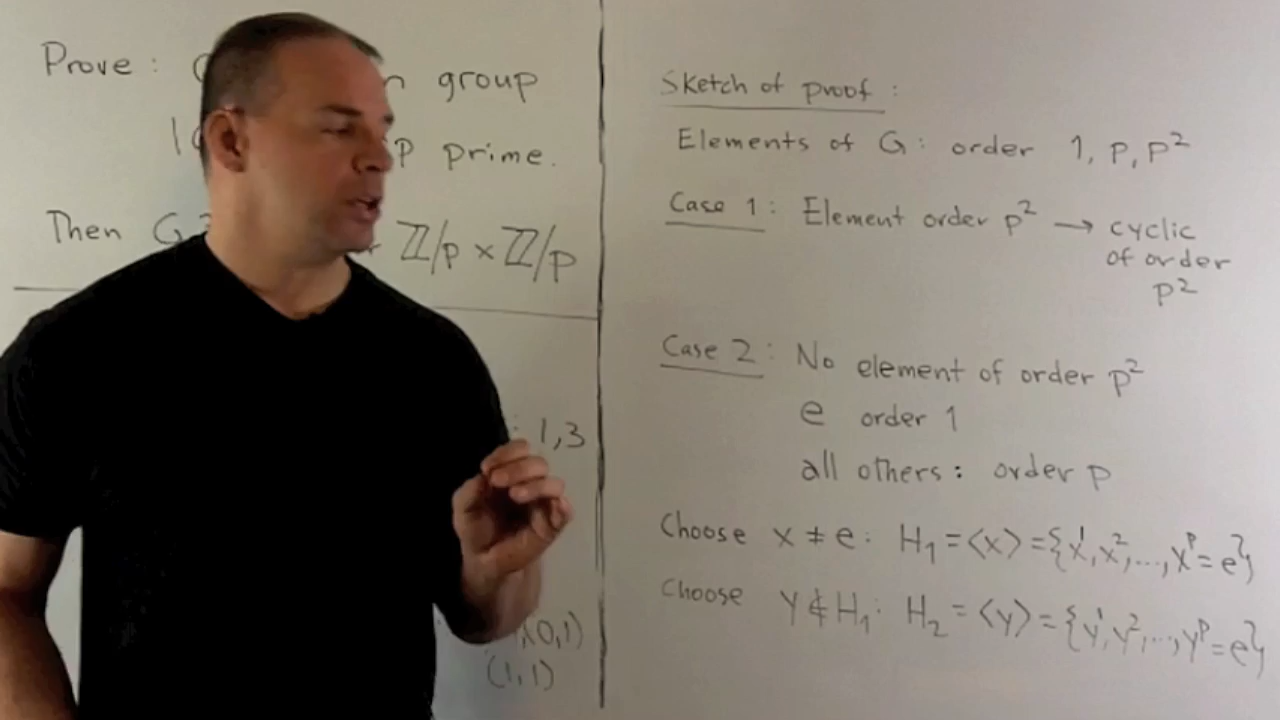 Prove: group
p prime.
Then G ℤ/p × ℤ/p
1,3
(0,1)
(1,1)
Sketch of proof:
Elements of G: order 1, p, p²
Case 1: Element order p² → cyclic
of order
p²
Case 2: No element of order p²
e order 1
all others: order p
Choose x ≠ e: H₁ = ⟨x⟩ = {x¹, x², ..., xᵖ = e}
Choose y ∉ H₁: H₂ = ⟨y⟩ = {y¹, y², ..., yᵖ = e}